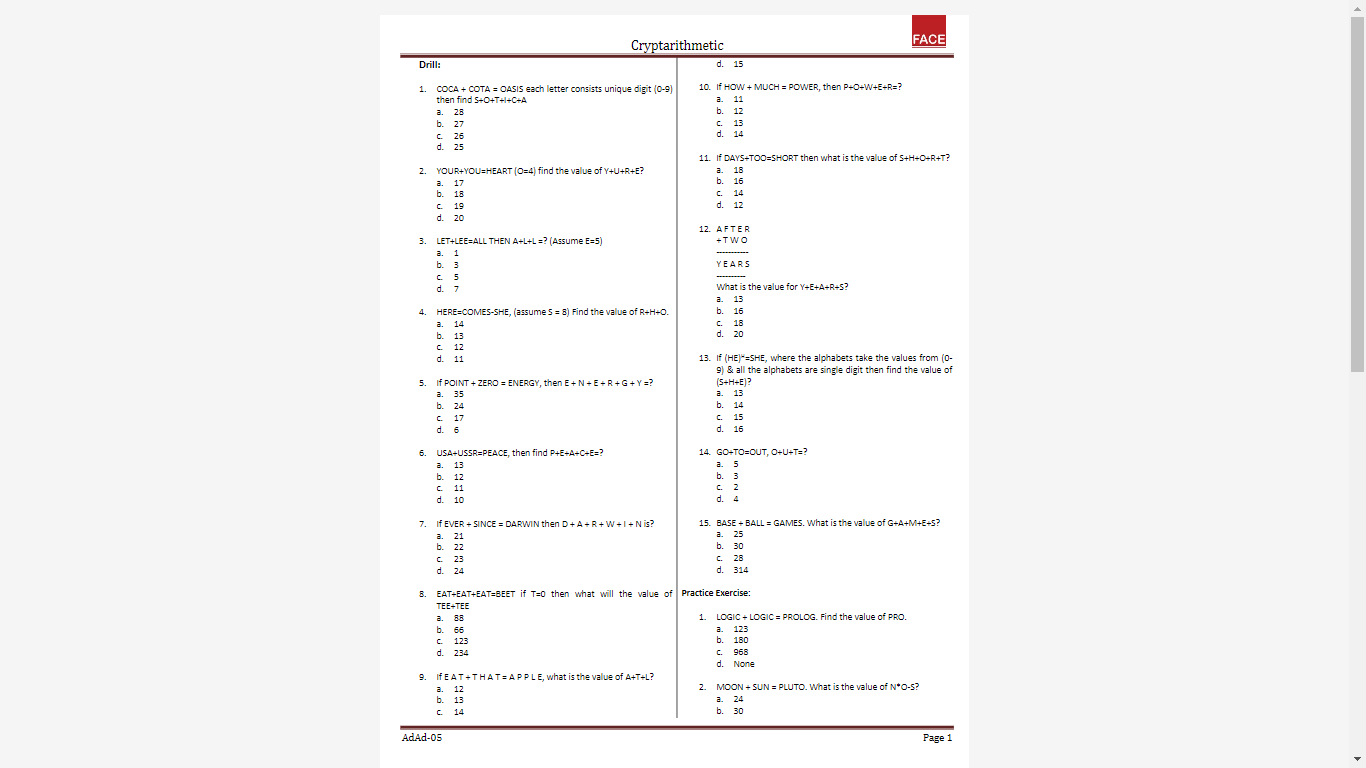 FACE
Cryptarithmetic
Drill:
1. COCA + COTA = OASIS each letter consists unique digit (0-9)
then find S+O+T+I+C+A
a. 28
b. 27
c. 26
d. 25
2. YOUR+YOU=HEART (O=4) find the value of Y+U+R+E?
a. 17
b. 18
c. 19
d. 20
3. LET+LEE=ALL THEN A+L+L =? (Assume E=5)
a. 1
b. 3
c. 5
d. 7
4. HERE=COMES-SHE, (assume S = 8) Find the value of R+H+O.
a. 14
b. 13
c. 12
d. 11
5. If POINT + ZERO = ENERGY, then E + N + E + R + G + Y =?
a. 35
b. 24
c. 17
d. 6
6. USA+USSR=PEACE, then find P+E+A+C+E=?
a. 13
b. 12
c. 11
d. 10
7. If EVER + SINCE = DARWIN then D + A + R + W + I + N is?
a. 21
b. 22
c. 23
d. 24
8. EAT+EAT+EAT=BEET if T=0 then what will the value of
TEE+TEE
a. 88
b. 66
c. 123
d. 234
9. If E A T + T H A T = A P P L E, what is the value of A+T+L?
a. 12
b. 13
c. 14
d. 15
10. If HOW + MUCH = POWER, then P+O+W+E+R=?
a. 11
b. 12
c. 13
d. 14
11. If DAYS+TOO=SHORT then what is the value of S+H+O+R+T?
a. 18
b. 16
c. 14
d. 12
12. A F T E R
+ T W O
-----------
Y E A R S
----------
What is the value for Y+E+A+R+S?
a. 13
b. 16
c. 18
d. 20
13. If (HE)^=SHE, where the alphabets take the values from (0-
9) & all the alphabets are single digit then find the value of
(S+H+E)?
a. 13
b. 14
c. 15
d. 16
14. GO+TO=OUT, O+U+T=?
a. 5
b. 3
c. 2
d. 4
15. BASE + BALL = GAMES. What is the value of G+A+M+E+S?
a. 25
b. 30
c. 28
d. 314
Practice Exercise:
1. LOGIC + LOGIC = PROLOG. Find the value of PRO.
a. 123
b. 180
c. 968
d. None
2. MOON + SUN = PLUTO. What is the value of N*O-S?
a. 24
b. 30
AdAd-05
Page 1